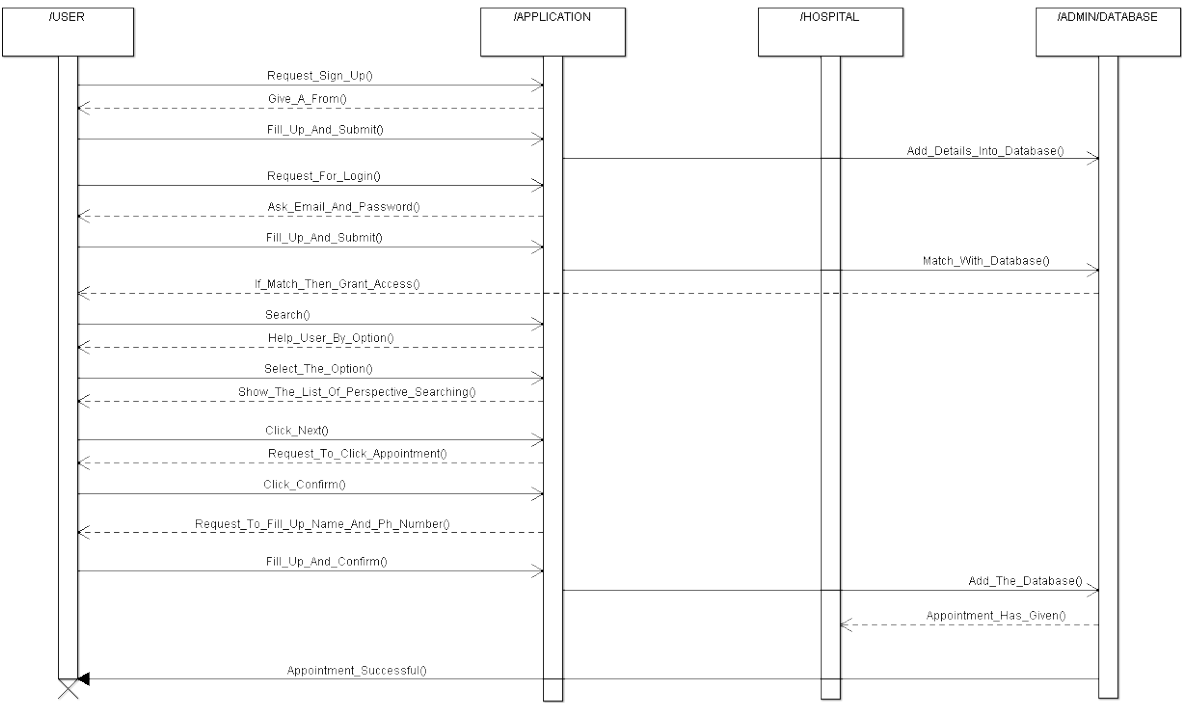 /USER
/APPLICATION
/HOSPITAL
/ADMIN/DATABASE
Request_Sign_Up()
Give_A_From()
Fill_Up_And_Submit()
Add_Details_Into_Database()
Request_For_Login()
Ask_Email_And_Password()
Fill_Up_And_Submit()
Match_With_Database()
If_Match_Then_Grant_Access()
Search()
Help_User_By_Option()
Select_The_Option()
Show_The_List_Of_Perspective_Searching()
Click_Next()
Request_To_Click_Appointment()
Click_Confirm()
Request_To_Fill_Up_Name_And_Ph_Number()
Fill_Up_And_Confirm()
Add_The_Database()
Appointment_Has_Given()
Appointment_Successful()